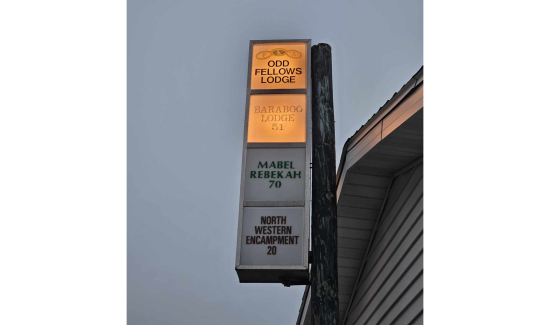 ODD
FELLOWS
LODGE
BARABOO
LODGE
51
MABEL
REBEKAH
70
NORTH
WESTERN
ENCAMPMENT
20